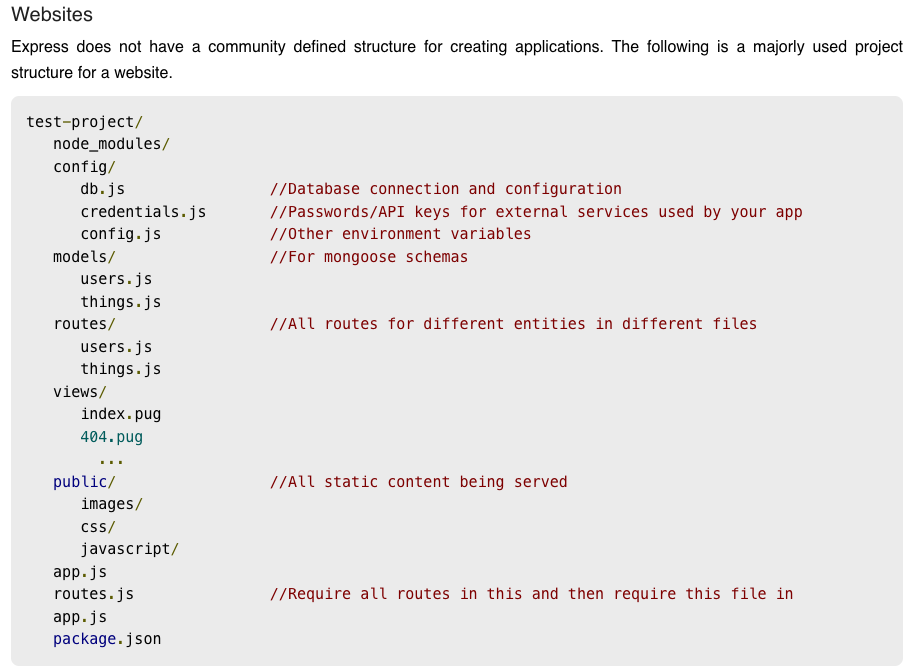 Websites
Express does not have a community defined structure for creating applications. The following is a majorly used project
structure for a website.
test-project/
   node_modules/
   config/
      db.js                //Database connection and configuration
      credentials.js       //Passwords/API keys for external services used by your app
      config.js            //Other environment variables
   models/                 //For mongoose schemas
      users.js
      things.js
   routes/                 //All routes for different entities in different files
      users.js
      things.js
   views/
      index.pug
      404.pug
        ...
   public/                 //All static content being served
      images/
      css/
      javascript/
   app.js
   routes.js               //Require all routes in this and then require this file in
   app.js
   package.json